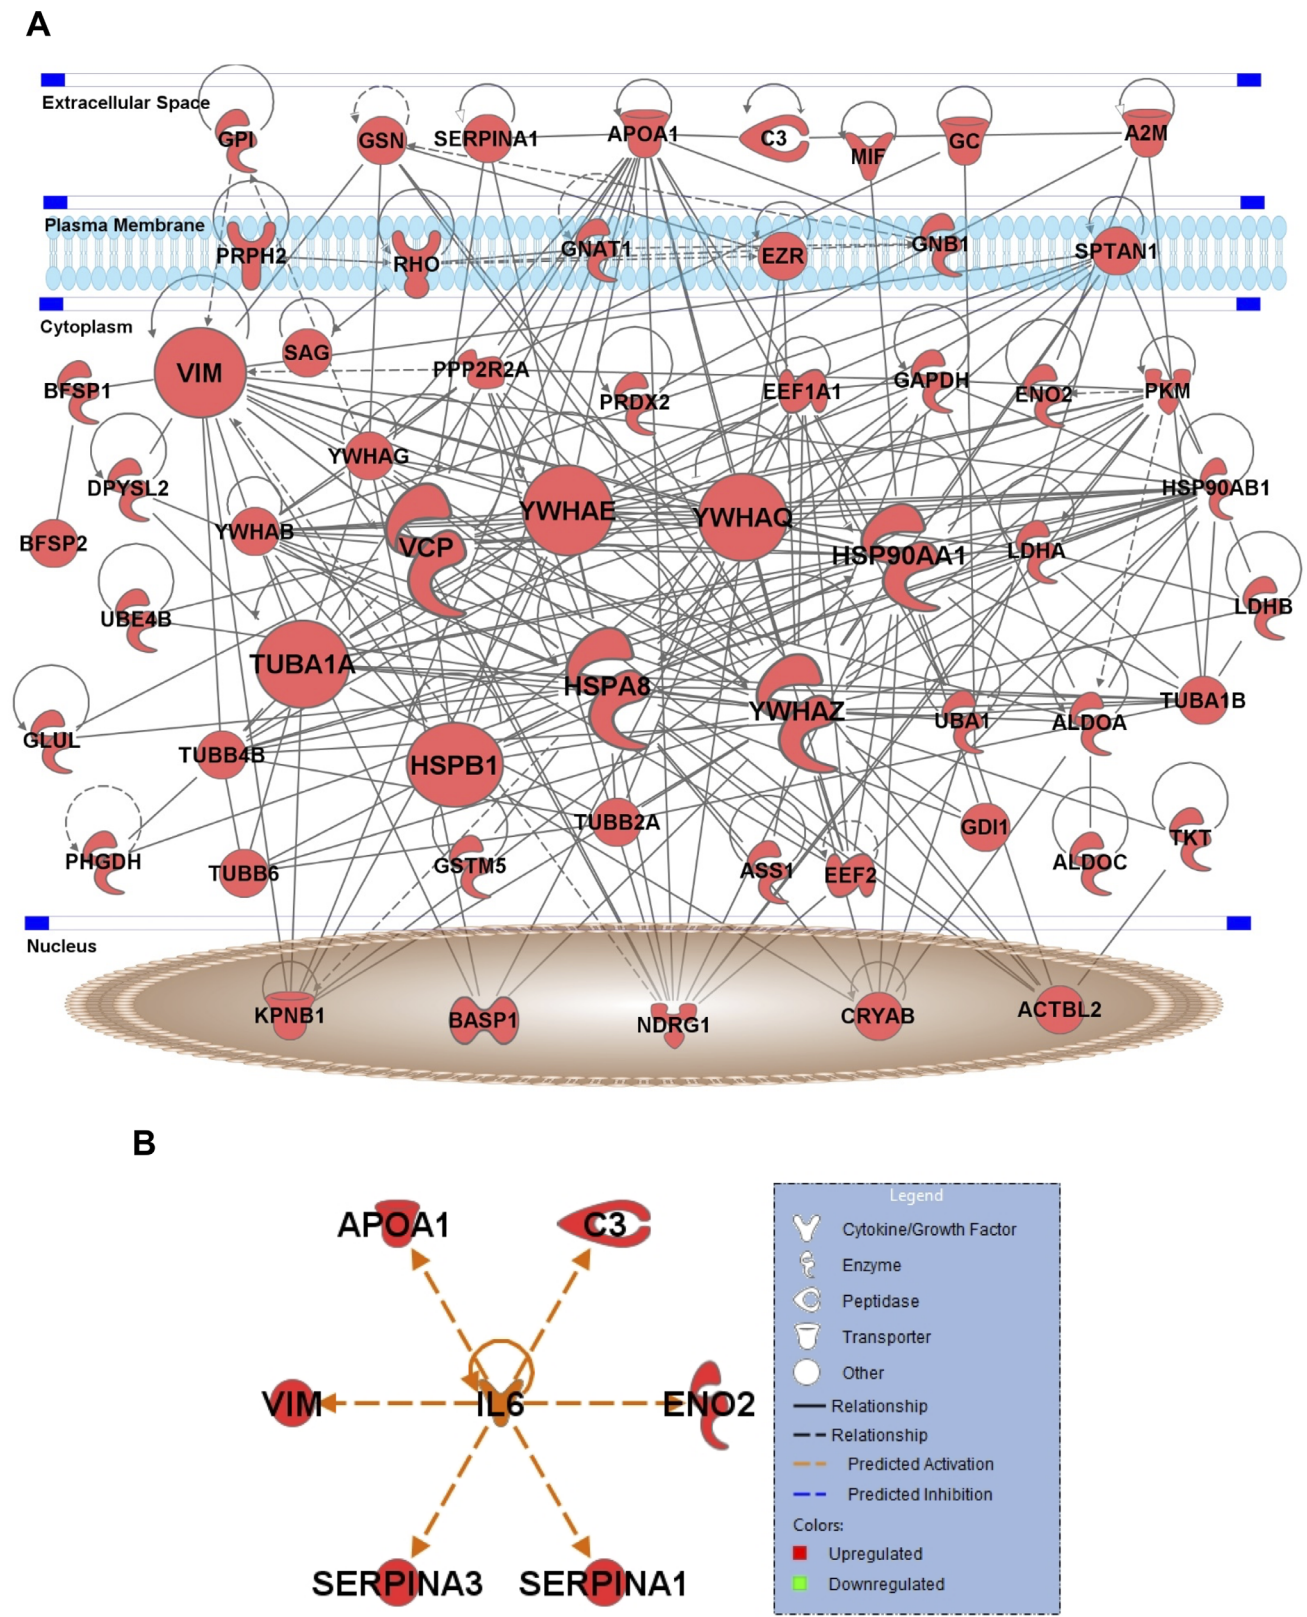 A
Extracellular Space
GPI
GSN
SERPINA1
APOA1
C3
MIF
GC
A2M
Plasma Membrane
PRPH2
RHO
GNAT1
EZR
GNB1
SPTAN1
Cytoplasm
VIM
SAG
PPP2R2A
BFSP1
PRDX2
EEF1A1
GAPDH
ENO2
PKM
YWHAG
DPYSL2
HSP90AB1
YWHAE
YWHAQ
BFSP2
YWHAB
VCP
HSP90AA1
LDHA
UBE4B
LDHB
TUBA1A
HSPA8
YWHAZ
UBA1
ALDOA
TUBA1B
GLUL
TUBB4B
HSPB1
TUBB2A
GDI1
TKT
PHGDH
TUBB6
GSTM5
ASS1
EEF2
ALDOC
Nucleus
KPNB1
BASP1
NDRG1
CRYAB
ACTBL2
B
APOA1
C3
VIM
IL6
ENO2
SERPINA3
SERPINA1
Legend
Cytokine/Growth Factor
Enzyme
Peptidase
Transporter
Other
Relationship
Relationship
Predicted Activation
Predicted Inhibition
Colors:
Upregulated
Downregulated